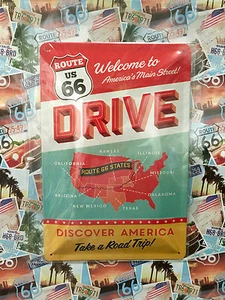 ROUTE
US
66
Welcome to
America's Main Street!
DRIVE
KANSAS
ILLINOIS
CALIFORNIA
ROUTE 66 STATES
MISSOURI
ARIZONA
OKLAHOMA
NEW MEXICO
TEXAS
DISCOVER AMERICA
Take a Road Trip!